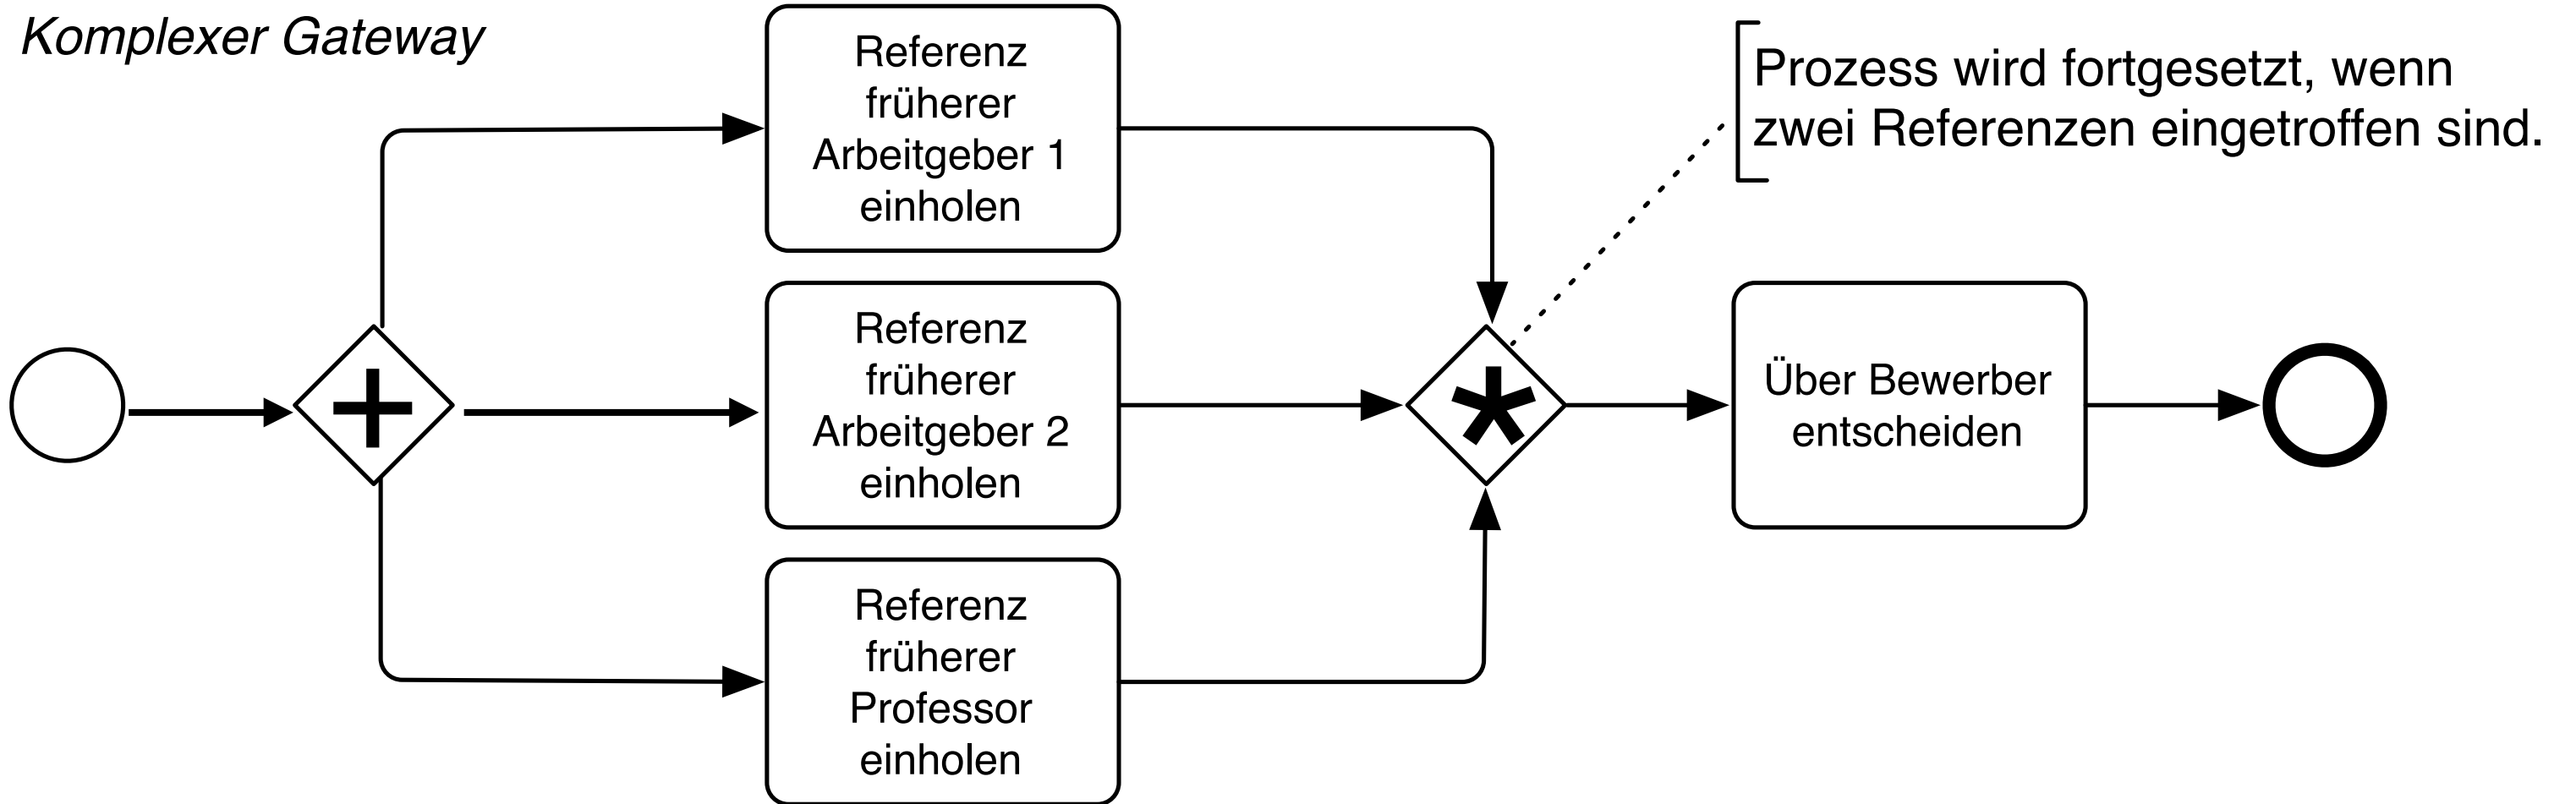 Komplexer Gateway
Referenz
früherer
Arbeitgeber 1
einholen
Prozess wird fortgesetzt, wenn
zwei Referenzen eingetroffen sind.
Referenz
früherer
Arbeitgeber 2
einholen
Über Bewerber
entscheiden
Referenz
früherer
Professor
einholen